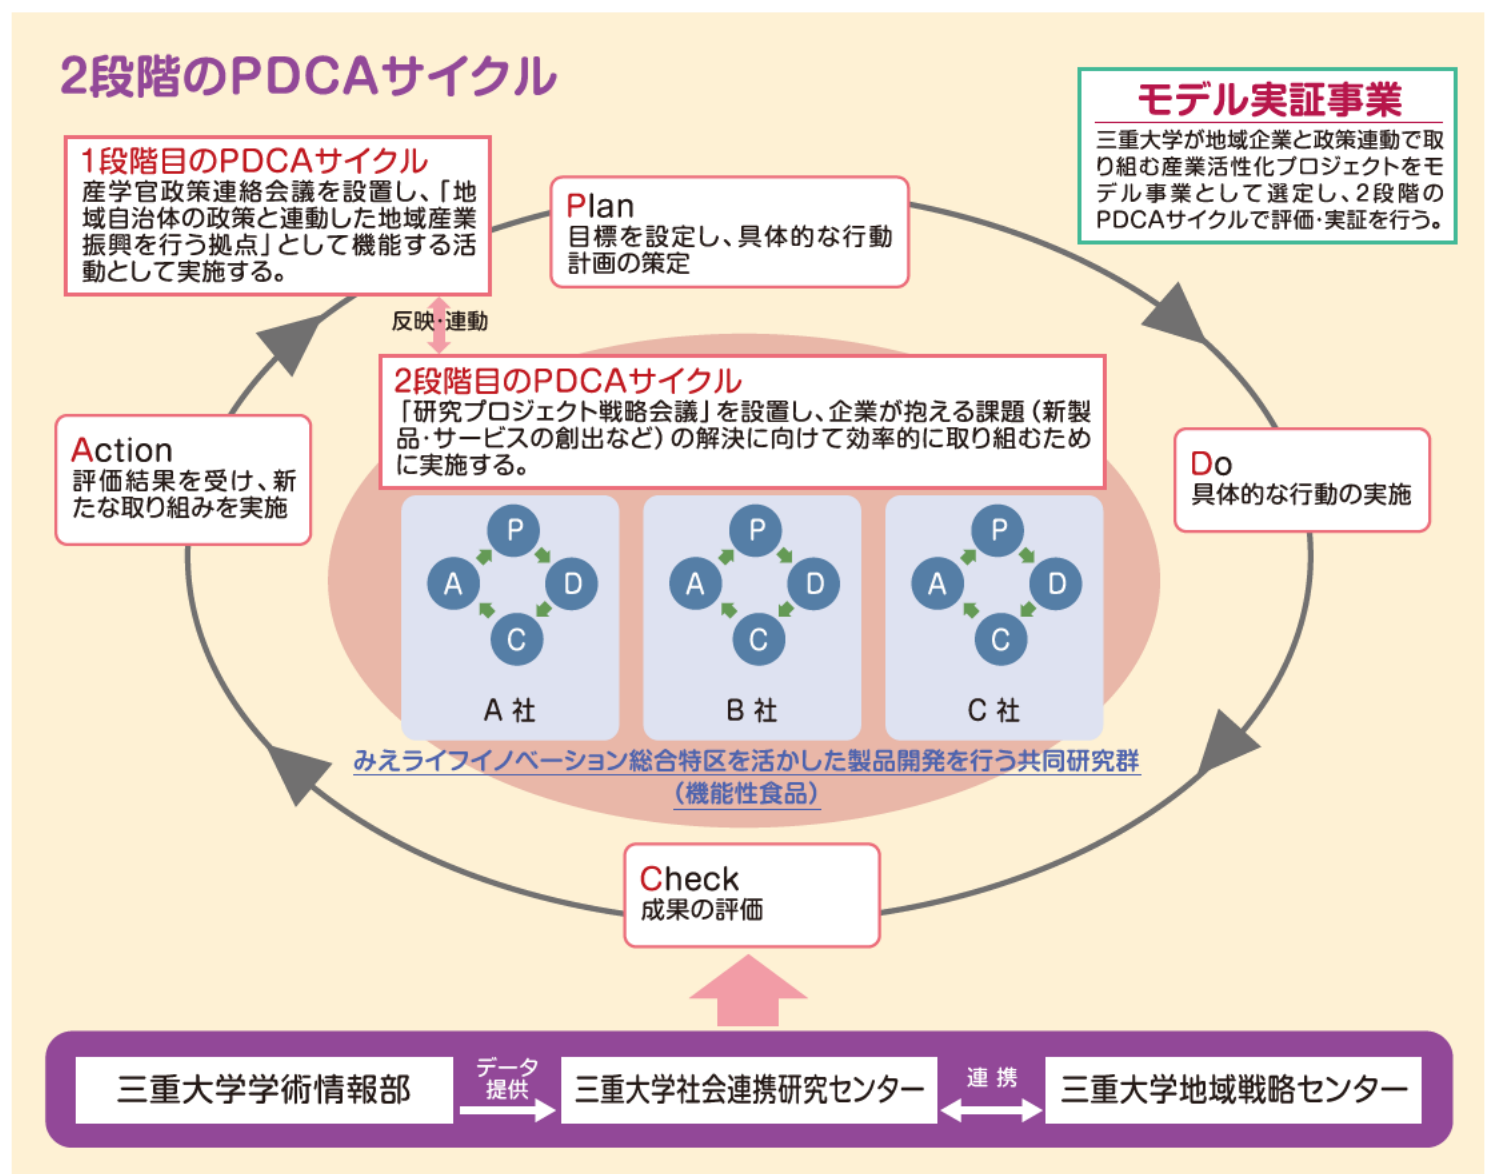 2段階のPDCAサイクル
モデル実証事業
三重大学が地域企業と政策連動で取
り組む産業活性化プロジェクトをモ
デル事業として選定し、2段階の
PDCAサイクルで評価・実証を行う。
1段階目のPDCAサイクル
産学官政策連絡会議を設置し、「地
域自治体の政策と連動した地域産業
振興を行う拠点」として機能する活
動として実施する。
Plan
目標を設定し、具体的な行動
計画の策定
反映・連動
2段階目のPDCAサイクル
「研究プロジェクト戦略会議」を設置し、企業が抱える課題（新製
品・サービスの創出など）の解決に向けて効率的に取り組むため
に実施する。
Action
評価結果を受け、新
たな取り組みを実施
Do
具体的な行動の実施
P
A
D
C
A 社
P
A
D
C
B 社
P
A
D
C
C 社
みえライフイノベーション総合特区を活かした製品開発を行う共同研究群
（機能性食品）
Check
成果の評価
三重大学学術情報部
データ
提供
三重大学社会連携研究センター
連 携
三重大学地域戦略センター